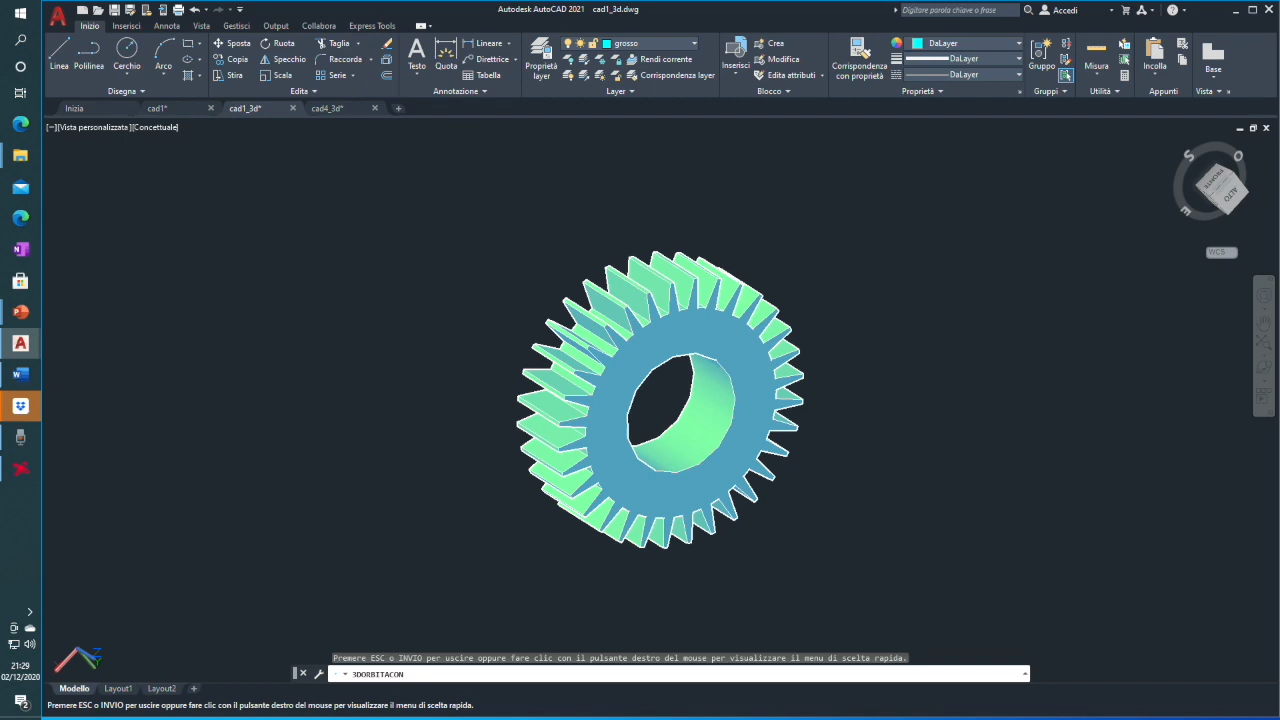 Autodesk AutoCAD 2021 cad1_3d.dwg
Digitare parola chiave o frase
Accedi
Inizio Inserisci Annota Vista Gestisci Output Collabora Express Tools
Linea Polilinea Cerchio Arco
Sposta Ruota Taglia
Copia Specchio Raccorda
Stira Scala Serie
Testo Quota
Lineare
Direttrice
Tabella
Proprietà
layer
grosso
Rendi corrente
Corrispondenza layer
Inserisci
Crea
Modifica
Edita attributi
Corrispondenza
con proprietà
DaLayer
DaLayer
DaLayer
Gruppo
Misura
Incolla
Base
Disegna Edita Annotazione Layer Blocco Proprietà Gruppi Utilità Appunti Vista
Inizia cad1* cad1_3d* cad4_3d*
[−][Vista personalizzata][Concettuale]
S O
FRONTE
ALTO
E
WCS
Z
Y
Premere ESC o INVIO per uscire oppure fare clic con il pulsante destro del mouse per visualizzare il menu di scelta rapida.
3DORBITACON
Modello Layout1 Layout2
Premere ESC o INVIO per uscire oppure fare clic con il pulsante destro del mouse per visualizzare il menu di scelta rapida.
21:29
02/12/2020
2